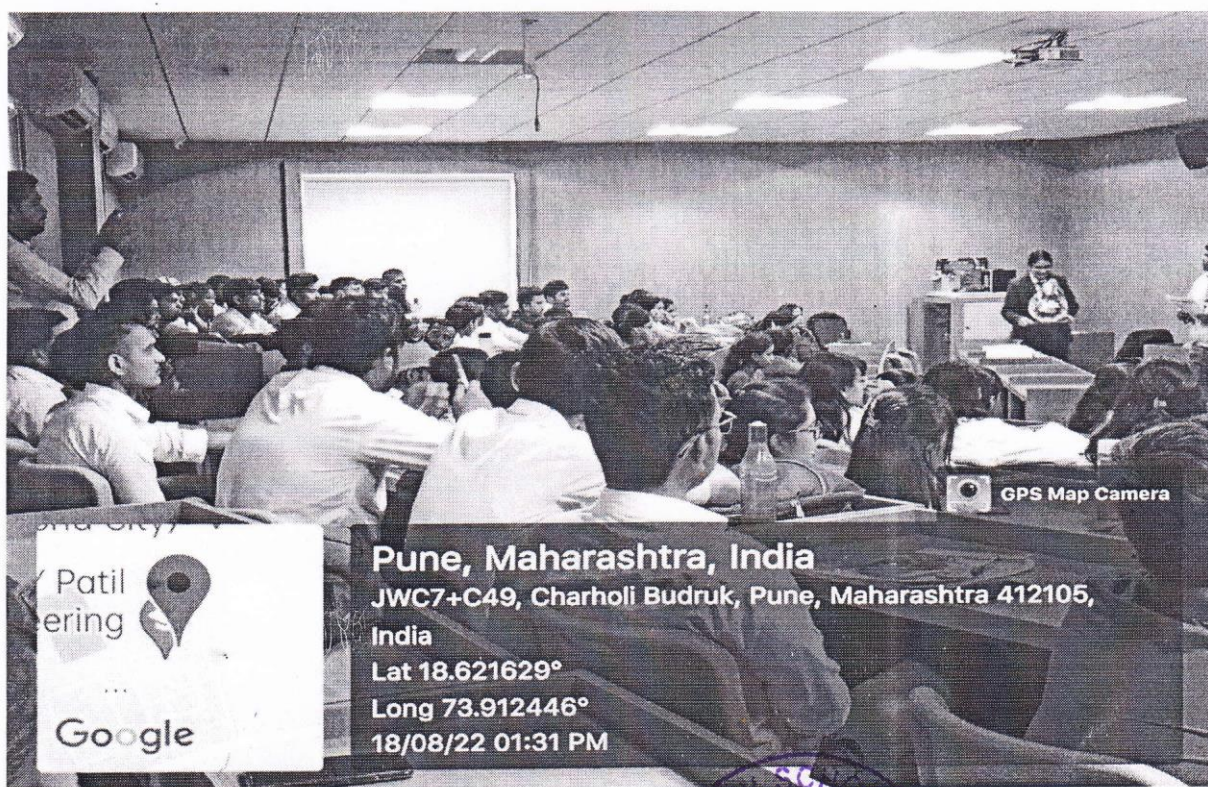 GPS Map Camera
Patil
ering
...
Google
Pune, Maharashtra, India
JWC7+C49, Charholi Budruk, Pune, Maharashtra 412105,
India
Lat 18.621629°
Long 73.912446°
18/08/22 01:31 PM